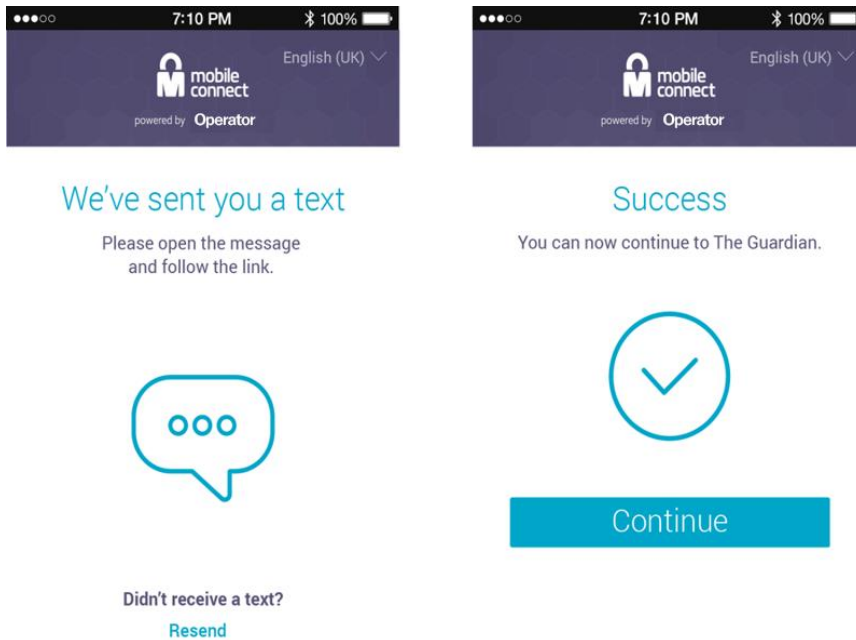 7:10 PM
100%
English (UK)
mobile
connect
powered by Operator
We've sent you a text
Please open the message
and follow the link.
Didn't receive a text?
Resend
7:10 PM
100%
English (UK)
mobile
connect
powered by Operator
Success
You can now continue to The Guardian.
Continue